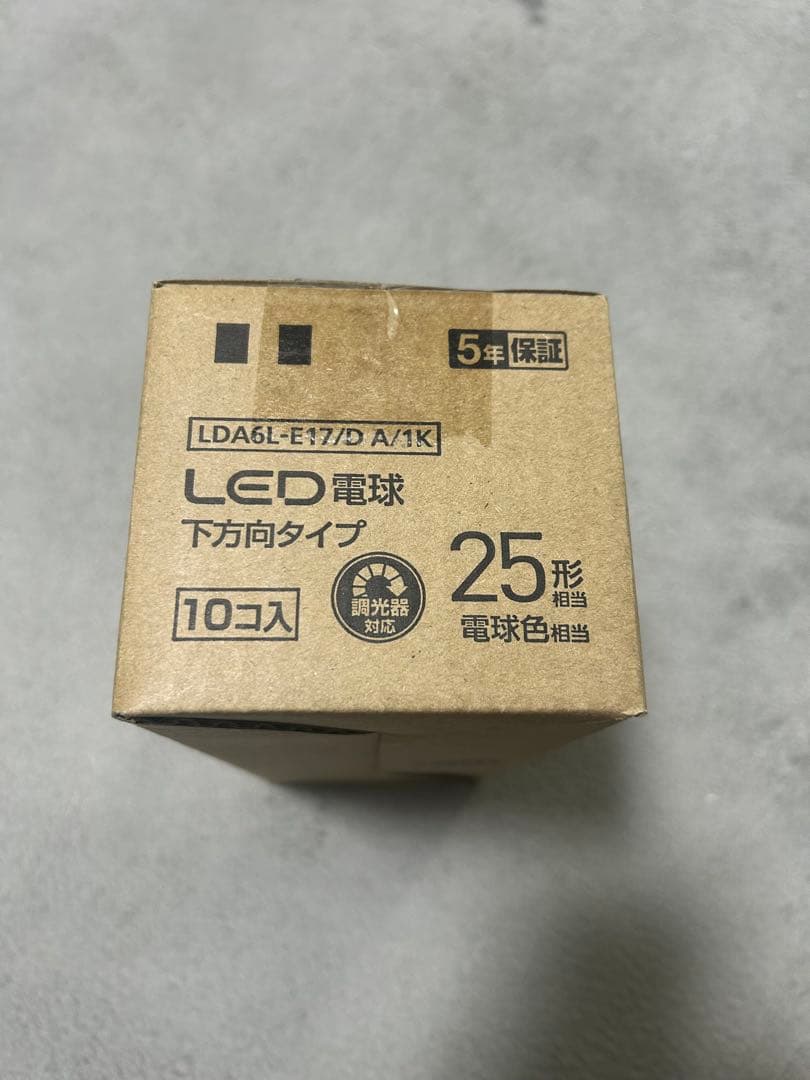 5年保証
LDA6L-E17/D A/1K
LED電球
下方向タイプ
25形相当
電球色相当
10コ入
調光器
対応